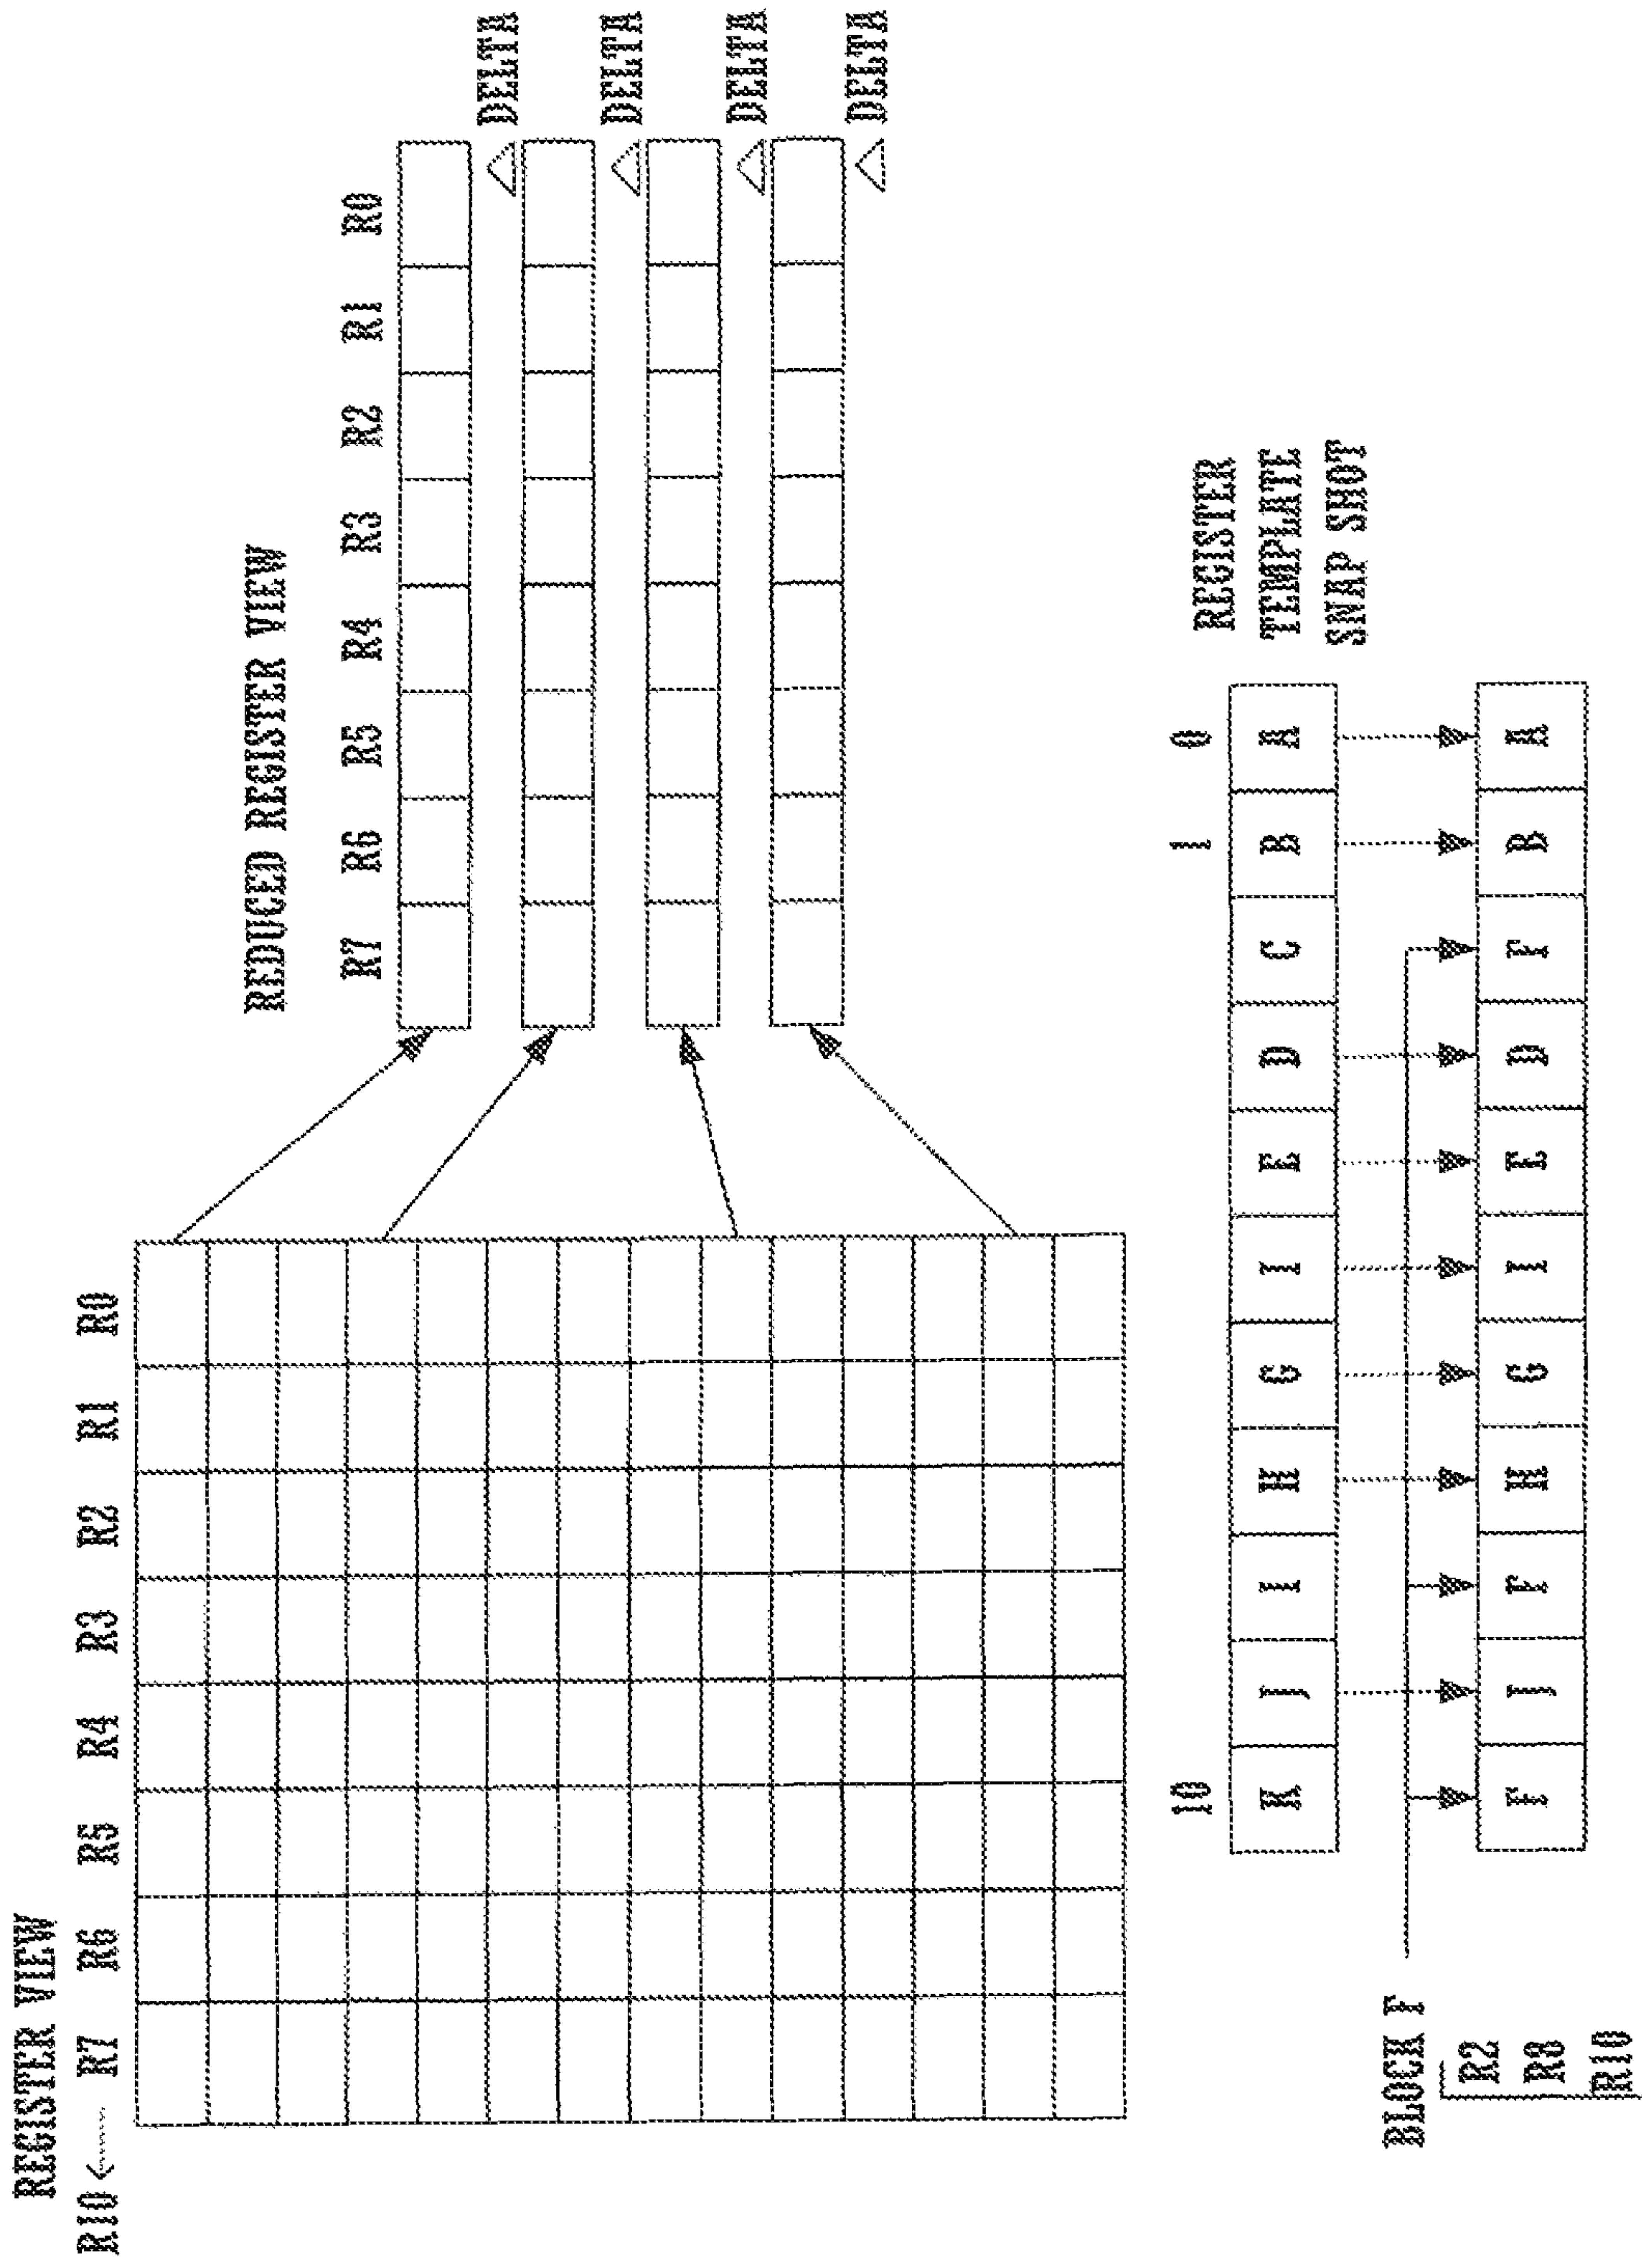 REGISTER VIEW
R10 ← R7 R6 R5 R4 R3 R2 R1 R0
REDUCED REGISTER VIEW
R7 R6 R5 R4 R3 R2 R1 R0
DELTA
DELTA
DELTA
DELTA
10 1 0
K J I H G I E D C B A
REGISTER
TEMPLATE
SNAP SHOT
BLOCK F
F J F H G I E D F B A
R2
R8
R10